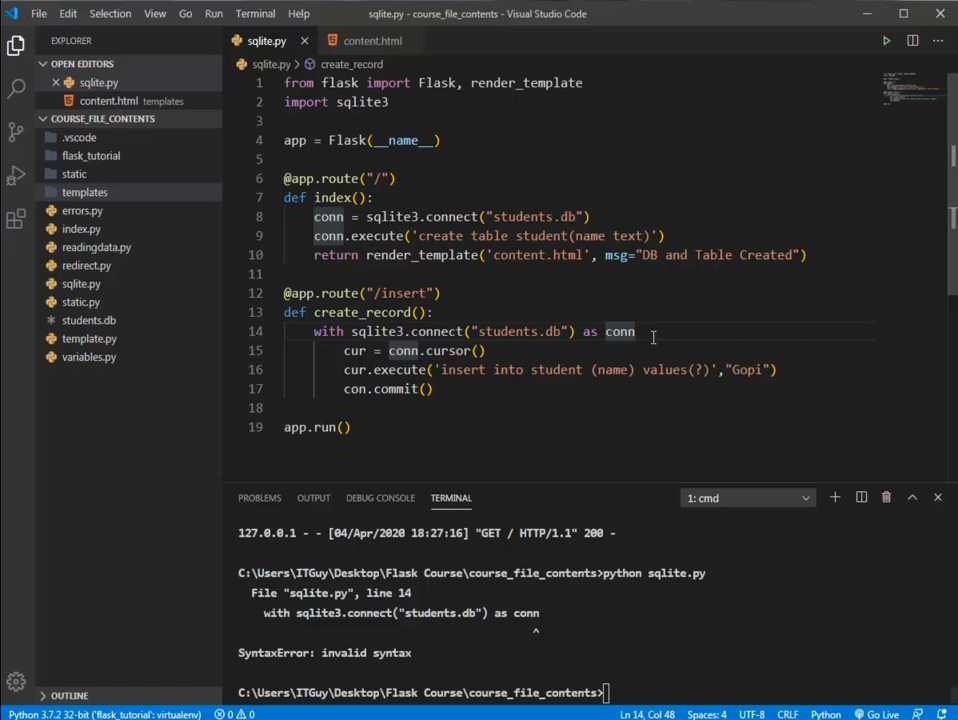 File Edit Selection View Go Run Terminal Help sqlite.py - course_file_contents - Visual Studio Code
EXPLORER
OPEN EDITORS
sqlite.py
content.html templates
COURSE_FILE_CONTENTS
.vscode
flask_tutorial
static
templates
errors.py
index.py
readingdata.py
redirect.py
sqlite.py
static.py
students.db
template.py
variables.py
OUTLINE
sqlite.py content.html
sqlite.py > create_record
1 from flask import Flask, render_template
2 import sqlite3
3
4 app = Flask(__name__)
5
6 @app.route("/")
7 def index():
8 conn = sqlite3.connect("students.db")
9 conn.execute('create table student(name text)')
10 return render_template('content.html', msg="DB and Table Created")
11
12 @app.route("/insert")
13 def create_record():
14 with sqlite3.connect("students.db") as conn
15 cur = conn.cursor()
16 cur.execute('insert into student (name) values(?)',"Gopi")
17 con.commit()
18
19 app.run()
PROBLEMS OUTPUT DEBUG CONSOLE TERMINAL 1: cmd
127.0.0.1 - - [04/Apr/2020 18:27:16] "GET / HTTP/1.1" 200 -
C:\Users\ITGuy\Desktop\Flask Course\course_file_contents>python sqlite.py
File "sqlite.py", line 14
with sqlite3.connect("students.db") as conn
^
SyntaxError: invalid syntax
C:\Users\ITGuy\Desktop\Flask Course\course_file_contents>
Python 3.7.2 32-bit ('flask_tutorial': virtualenv) 0 0 Ln 14, Col 48 Spaces: 4 UTF-8 CRLF Python Go Live